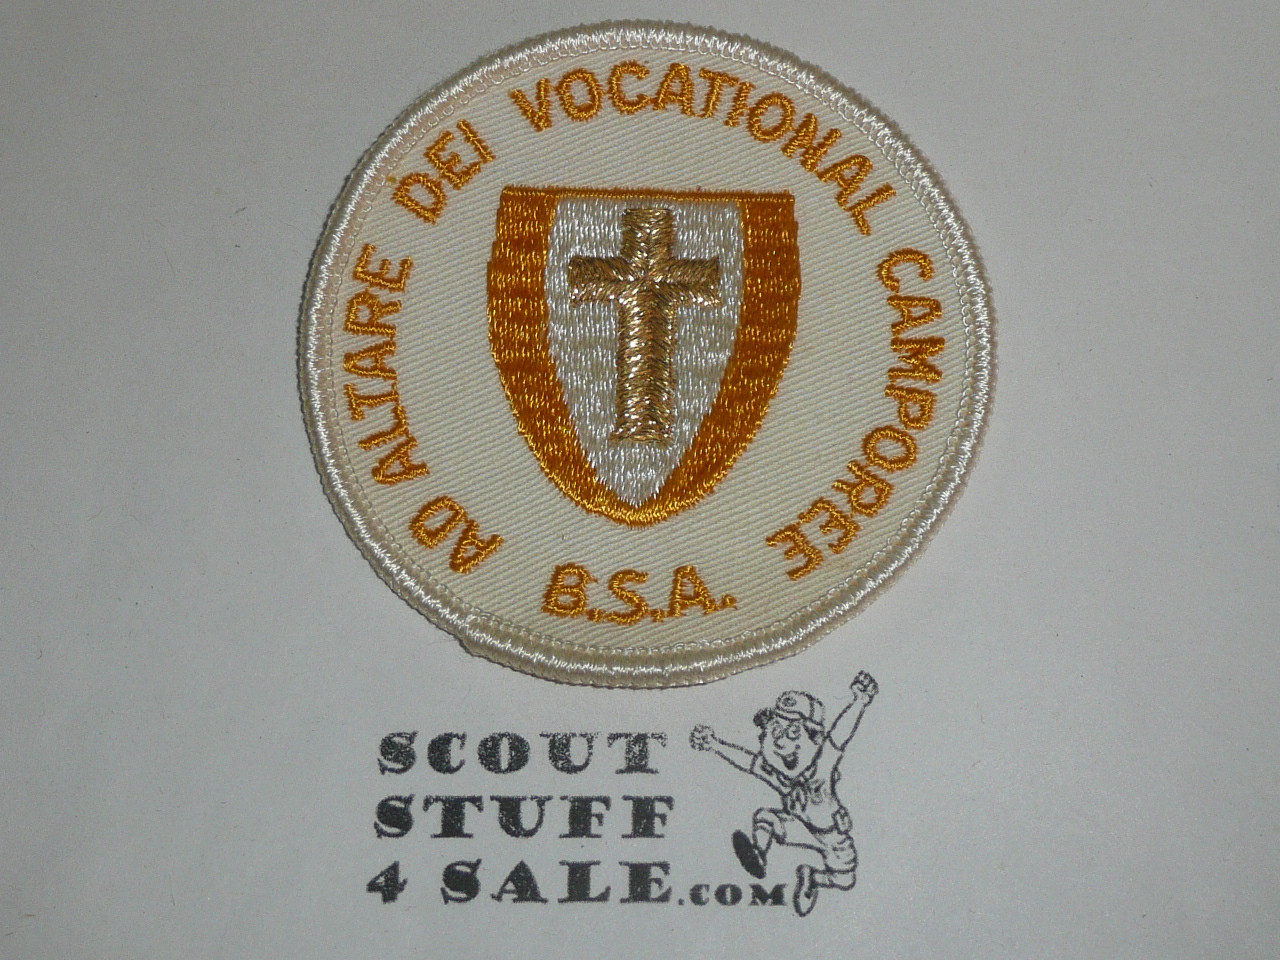 AD ALTARE DEI VOCATIONAL CAMPOREE
B.S.A.
SCOUT
STUFF
4 SALE.COM